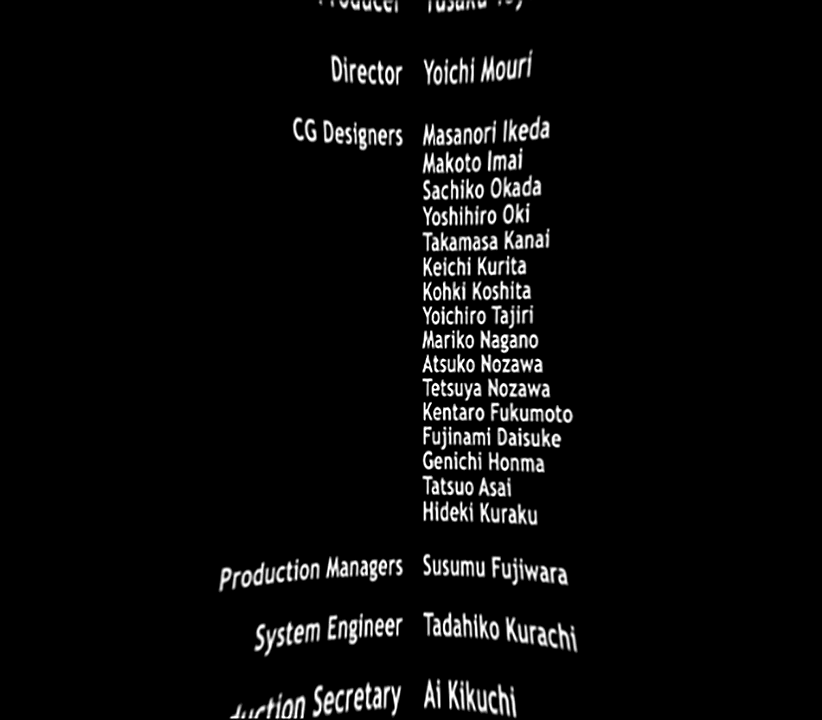 Director Yoichi Mouri
CG Designers Masanori Ikeda
Makoto Imai
Sachiko Okada
Yoshihiro Oki
Takamasa Kanai
Keichi Kurita
Kohki Koshita
Yoichiro Tajiri
Mariko Nagano
Atsuko Nozawa
Tetsuya Nozawa
Kentaro Fukumoto
Fujinami Daisuke
Genichi Honma
Tatsuo Asai
Hideki Kuraku
Production Managers Susumu Fujiwara
System Engineer Tadahiko Kurachi
Secretary Ai Kikuchi